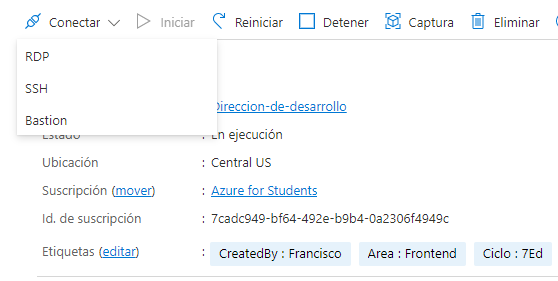 Conectar Iniciar Reiniciar Detener Captura Eliminar
RDP
SSH
Bastion
: Direccion-de-desarrollo
Estado : En ejecución
Ubicación : Central US
Suscripción (mover) : Azure for Students
Id. de suscripción : 7cadc949-bf64-492e-b9b4-0a2306f4949c
Etiquetas (editar) : CreatedBy : Francisco Area : Frontend Ciclo : 7Ed